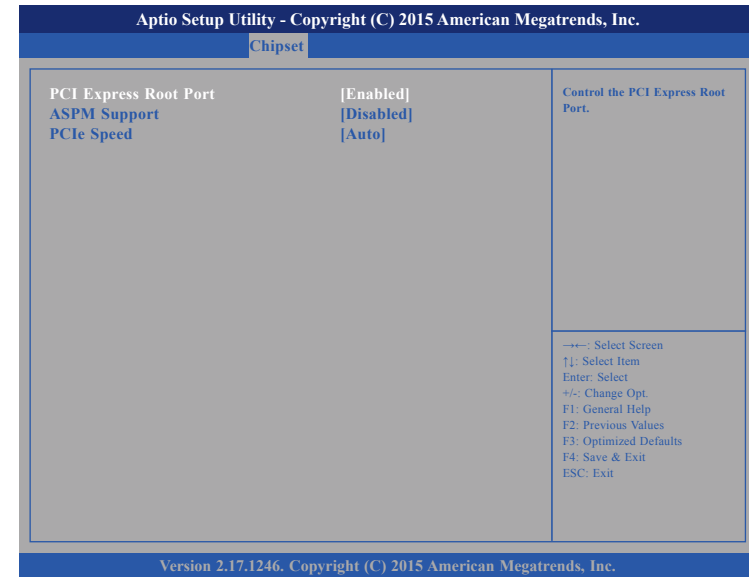 Aptio Setup Utility - Copyright (C) 2015 American Megatrends, Inc.
Chipset
PCI Express Root Port [Enabled]
ASPM Support [Disabled]
PCIe Speed [Auto]
Control the PCI Express Root
Port.
→←: Select Screen
↑↓: Select Item
Enter: Select
+/-: Change Opt.
F1: General Help
F2: Previous Values
F3: Optimized Defaults
F4: Save & Exit
ESC: Exit
Version 2.17.1246. Copyright (C) 2015 American Megatrends, Inc.